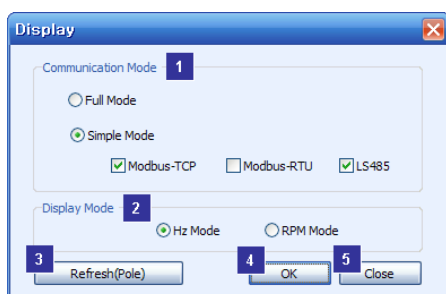 Display
Communication Mode 1
Full Mode
Simple Mode
Modbus-TCP Modbus-RTU LS485
Display Mode 2
Hz Mode RPM Mode
3 4 5
Refresh(Pole) OK Close